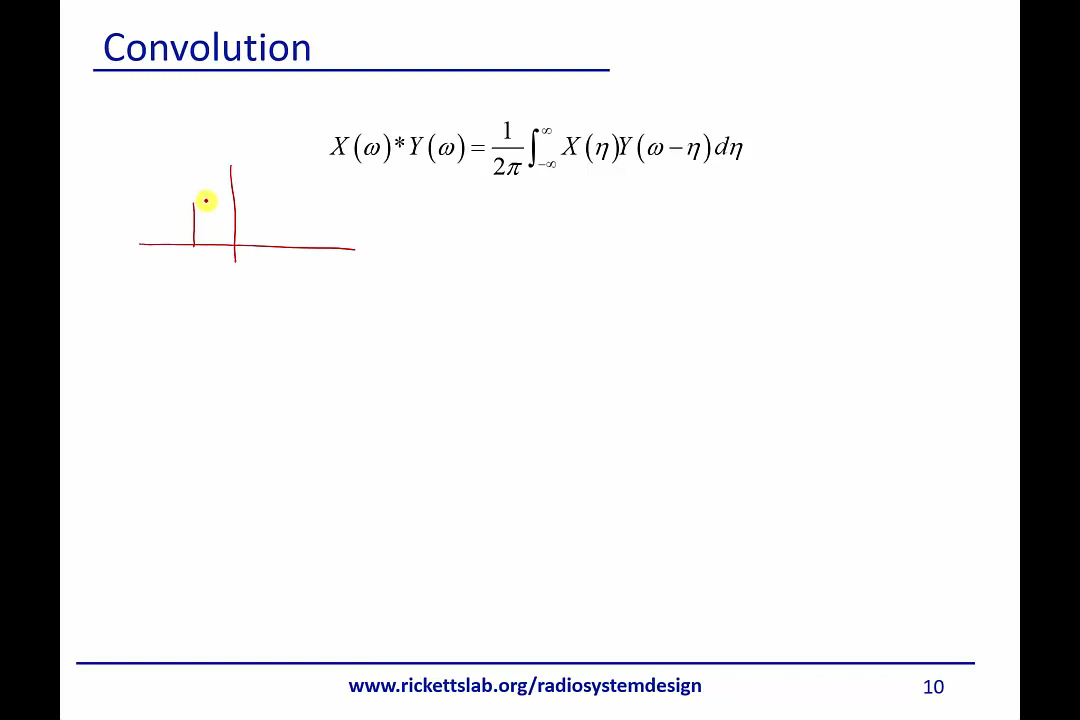 Convolution
X(ω)*Y(ω) = 1/2π ∫_{-∞}^{∞} X(η)Y(ω−η)dη
www.rickettslab.org/radiosystemdesign
10